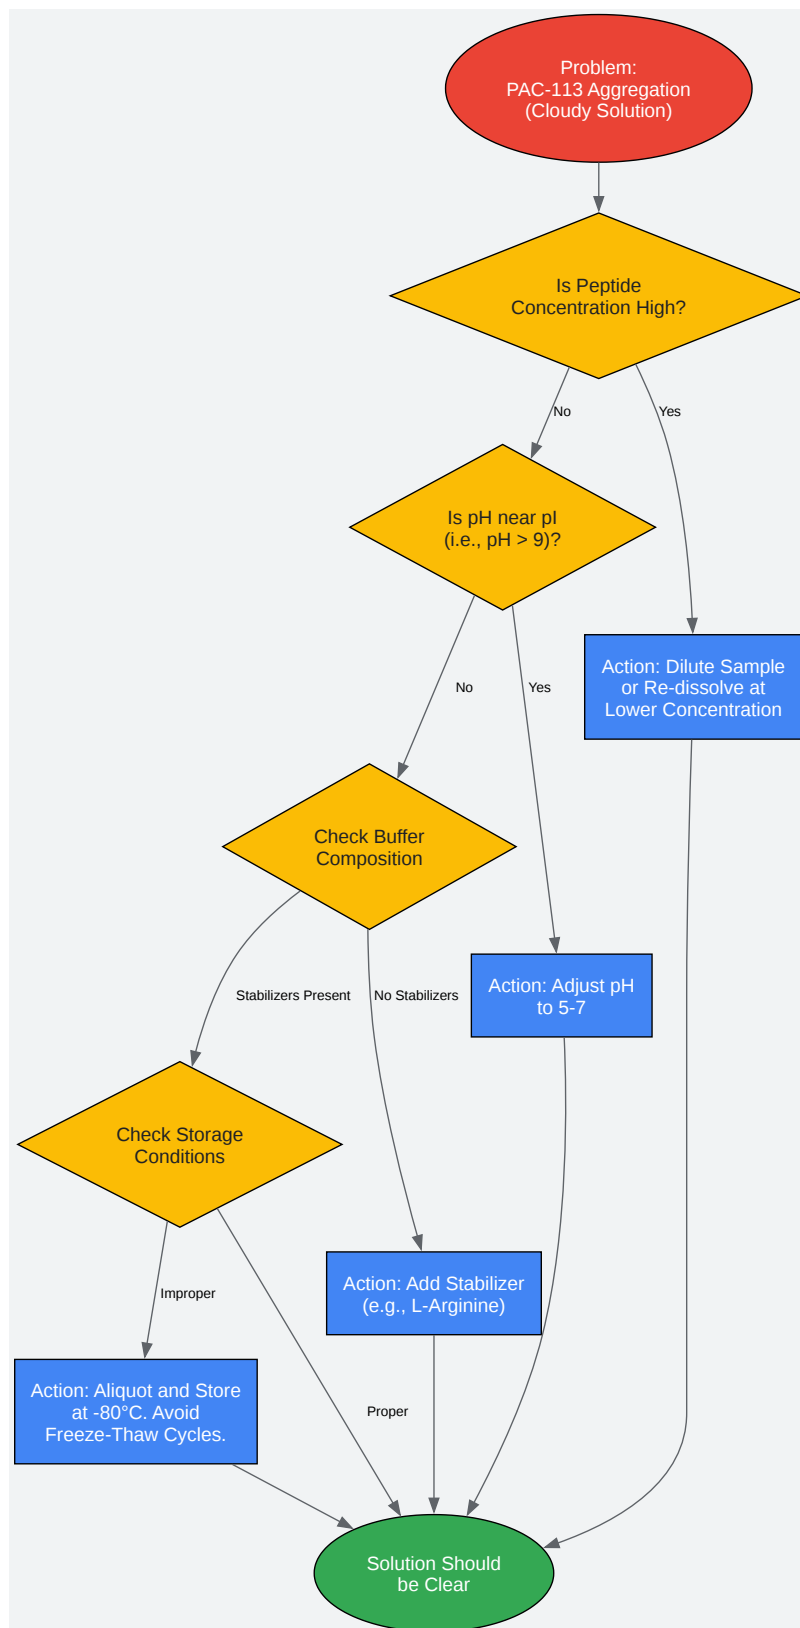 Problem:
PAC-113 Aggregation
(Cloudy Solution)
Is Peptide
Concentration High?
No
Yes
Is pH near pI
(i.e., pH > 9)?
Action: Dilute Sample
or Re-dissolve at
Lower Concentration
No
Yes
Check Buffer
Composition
Action: Adjust pH
to 5-7
Stabilizers Present
No Stabilizers
Check Storage
Conditions
Action: Add Stabilizer
(e.g., L-Arginine)
Improper
Action: Aliquot and Store
at -80°C. Avoid
Freeze-Thaw Cycles.
Proper
Solution Should
be Clear